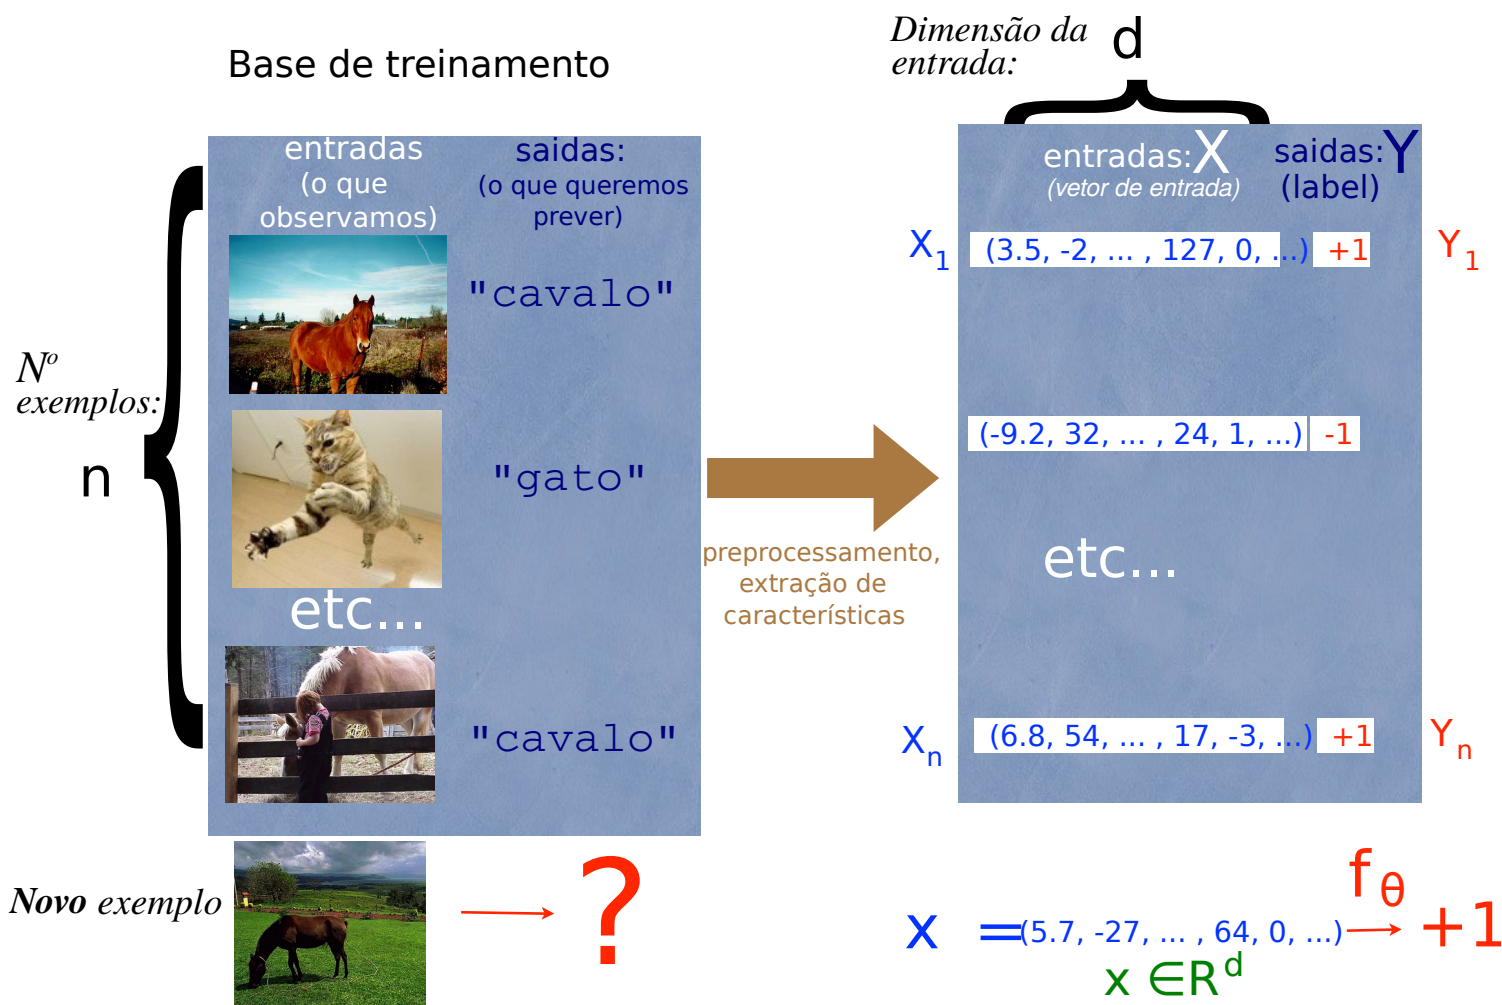 Base de treinamento
entradas
(o que
observamos)
saidas:
(o que queremos
prever)
"cavalo"
"gato"
etc...
"cavalo"
Nº
exemplos:
n
Novo exemplo
?
preprocessamento,
extração de
características
Dimensão da
entrada:
d
entradas: X
(vetor de entrada)
saidas: Y
(label)
X1 (3.5, -2, ... , 127, 0, ...) +1 Y1
(-9.2, 32, ... , 24, 1, ...) -1
etc...
Xn (6.8, 54, ... , 17, -3, ...) +1 Yn
x =(5.7, -27, ... , 64, 0, ...) fθ +1
x ∈R^d